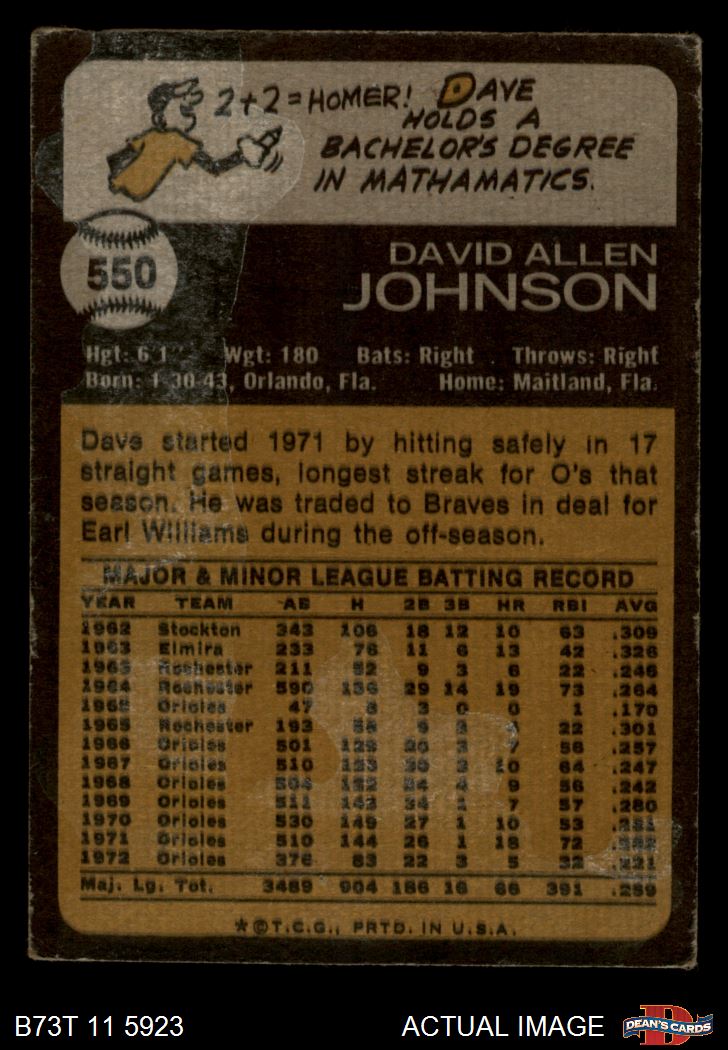 2+2=HOMER! DAVE
HOLDS A
BACHELOR'S DEGREE
IN MATHAMATICS.
550
DAVID ALLEN
JOHNSON
Hgt: 6 1" Wgt: 180 Bats: Right . Throws: Right
Born: 1 30-43, Orlando, Fla. Home: Maitland, Fla.
Dave started 1971 by hitting safely in 17
straight games, longest streak for O's that
season. He was traded to Braves in deal for
Earl Williams during the off-season.
MAJOR & MINOR LEAGUE BATTING RECORD
YEAR TEAM AB H 2B 3B HR RBI AVG
1962 Stockton 343 106 18 12 10 63 .309
1963 Elmira 233 76 11 6 13 42 .326
1963 Rochester 211 52 9 3 6 22 .246
1964 Rochester 590 156 29 14 19 73 .264
1965 Orioles 47 8 3 0 0 1 .170
1965 Rochester 193 58 9 3 22 .301
1966 Orioles 501 129 20 3 7 56 .257
1967 Orioles 510 30 10 64 .247
1968 Orioles 504 24 4 9 56 .242
1969 Orioles 511 143 34 1 7 57 .280
1970 Orioles 530 149 27 1 10 53 .281
1971 Orioles 510 144 26 1 18 72
1972 Orioles 376 83 22 3 5 32 .221
Maj. Lg. Tot. 3489 904 186 16 66 391 .259
*©T.C.G., PRTD. IN U.S.A.
B73T 11 5923 ACTUAL IMAGE DEAN'S CARDS